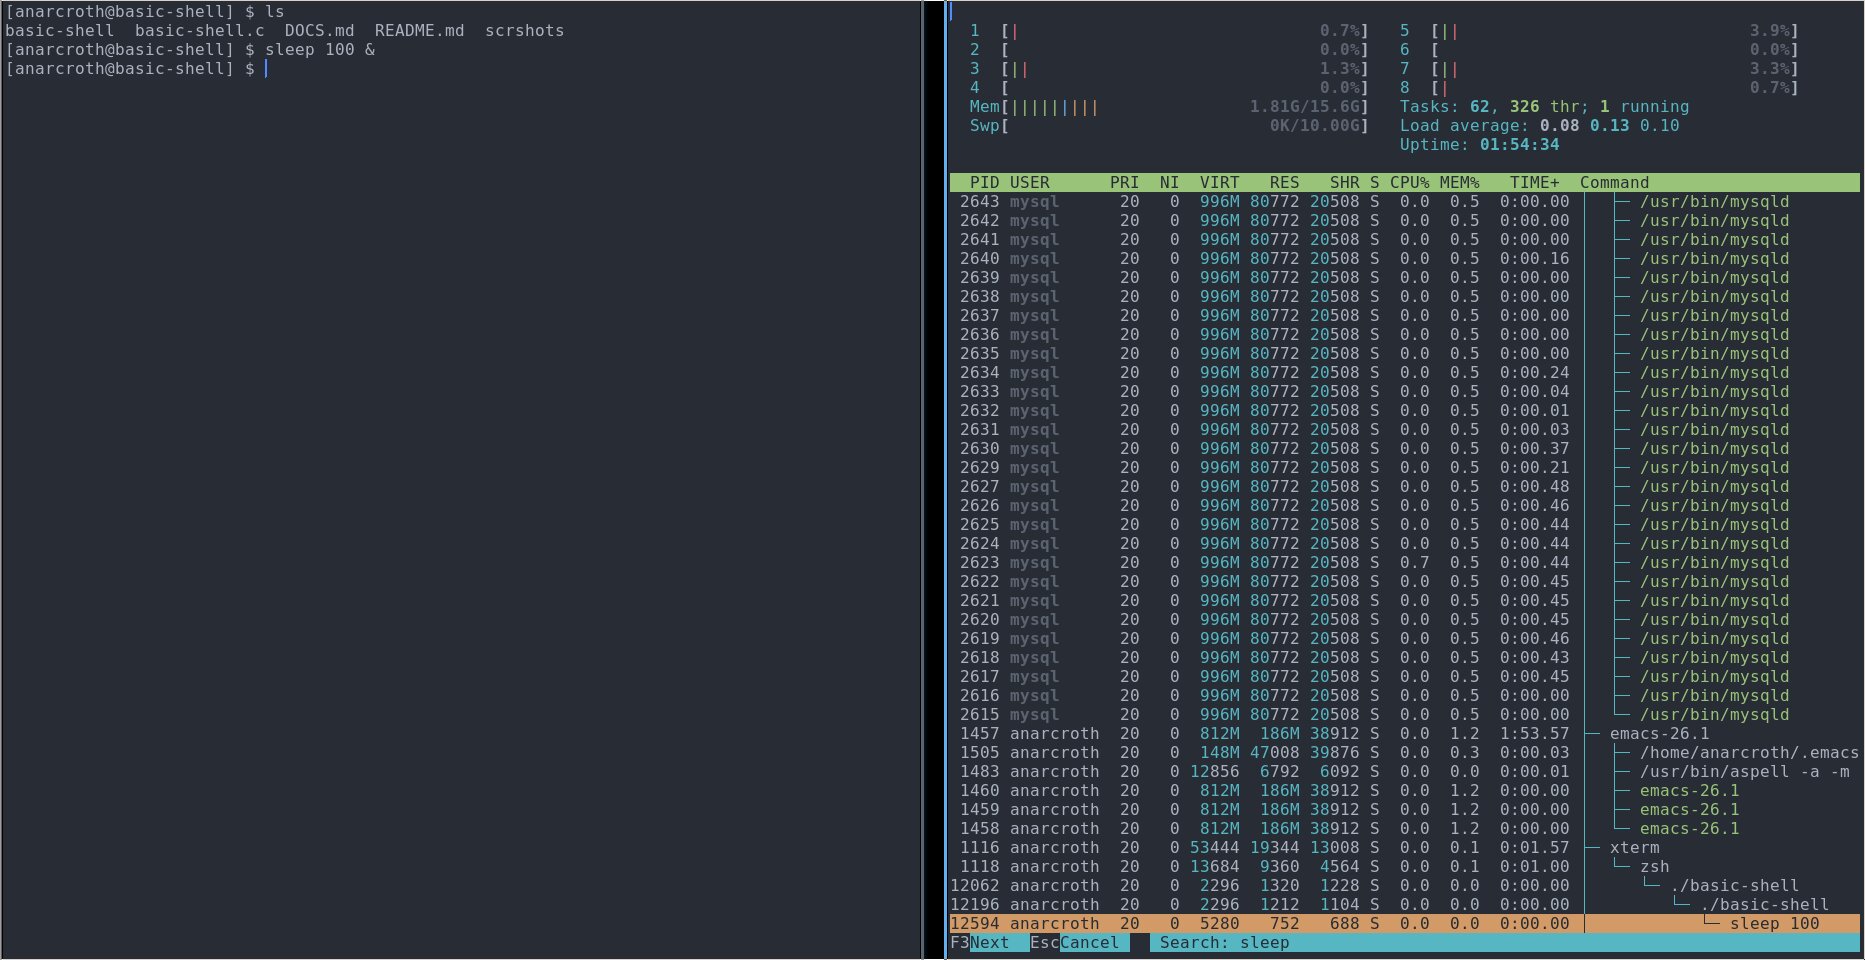 [anarcroth@basic-shell] $ ls
basic-shell  basic-shell.c  DOCS.md  README.md  scrshots
[anarcroth@basic-shell] $ sleep 100 &
[anarcroth@basic-shell] $
1 [| 0.7%] 5 [|| 3.9%]
2 [ 0.0%] 6 [ 0.0%]
3 [|| 1.3%] 7 [|| 3.3%]
4 [ 0.0%] 8 [| 0.7%]
Mem[||||||||| 1.81G/15.6G] Tasks: 62, 326 thr; 1 running
Swp[ 0K/10.00G] Load average: 0.08 0.13 0.10
Uptime: 01:54:34
PID USER PRI NI VIRT RES SHR S CPU% MEM% TIME+ Command
2643 mysql 20 0 996M 80772 20508 S 0.0 0.5 0:00.00 /usr/bin/mysqld
2642 mysql 20 0 996M 80772 20508 S 0.0 0.5 0:00.00 /usr/bin/mysqld
2641 mysql 20 0 996M 80772 20508 S 0.0 0.5 0:00.00 /usr/bin/mysqld
2640 mysql 20 0 996M 80772 20508 S 0.0 0.5 0:00.16 /usr/bin/mysqld
2639 mysql 20 0 996M 80772 20508 S 0.0 0.5 0:00.00 /usr/bin/mysqld
2638 mysql 20 0 996M 80772 20508 S 0.0 0.5 0:00.00 /usr/bin/mysqld
2637 mysql 20 0 996M 80772 20508 S 0.0 0.5 0:00.00 /usr/bin/mysqld
2636 mysql 20 0 996M 80772 20508 S 0.0 0.5 0:00.00 /usr/bin/mysqld
2635 mysql 20 0 996M 80772 20508 S 0.0 0.5 0:00.00 /usr/bin/mysqld
2634 mysql 20 0 996M 80772 20508 S 0.0 0.5 0:00.24 /usr/bin/mysqld
2633 mysql 20 0 996M 80772 20508 S 0.0 0.5 0:00.04 /usr/bin/mysqld
2632 mysql 20 0 996M 80772 20508 S 0.0 0.5 0:00.01 /usr/bin/mysqld
2631 mysql 20 0 996M 80772 20508 S 0.0 0.5 0:00.03 /usr/bin/mysqld
2630 mysql 20 0 996M 80772 20508 S 0.0 0.5 0:00.37 /usr/bin/mysqld
2629 mysql 20 0 996M 80772 20508 S 0.0 0.5 0:00.21 /usr/bin/mysqld
2627 mysql 20 0 996M 80772 20508 S 0.0 0.5 0:00.48 /usr/bin/mysqld
2626 mysql 20 0 996M 80772 20508 S 0.0 0.5 0:00.46 /usr/bin/mysqld
2625 mysql 20 0 996M 80772 20508 S 0.0 0.5 0:00.44 /usr/bin/mysqld
2624 mysql 20 0 996M 80772 20508 S 0.0 0.5 0:00.44 /usr/bin/mysqld
2623 mysql 20 0 996M 80772 20508 S 0.7 0.5 0:00.44 /usr/bin/mysqld
2622 mysql 20 0 996M 80772 20508 S 0.0 0.5 0:00.45 /usr/bin/mysqld
2621 mysql 20 0 996M 80772 20508 S 0.0 0.5 0:00.45 /usr/bin/mysqld
2620 mysql 20 0 996M 80772 20508 S 0.0 0.5 0:00.45 /usr/bin/mysqld
2619 mysql 20 0 996M 80772 20508 S 0.0 0.5 0:00.46 /usr/bin/mysqld
2618 mysql 20 0 996M 80772 20508 S 0.0 0.5 0:00.43 /usr/bin/mysqld
2617 mysql 20 0 996M 80772 20508 S 0.0 0.5 0:00.45 /usr/bin/mysqld
2616 mysql 20 0 996M 80772 20508 S 0.0 0.5 0:00.00 /usr/bin/mysqld
2615 mysql 20 0 996M 80772 20508 S 0.0 0.5 0:00.00 /usr/bin/mysqld
1457 anarcroth 20 0 812M 186M 38912 S 0.0 1.2 1:53.57 emacs-26.1
1505 anarcroth 20 0 148M 47008 39876 S 0.0 0.3 0:00.03 /home/anarcroth/.emacs
1483 anarcroth 20 0 12856 6792 6092 S 0.0 0.0 0:00.01 /usr/bin/aspell -a -m
1460 anarcroth 20 0 812M 186M 38912 S 0.0 1.2 0:00.00 emacs-26.1
1459 anarcroth 20 0 812M 186M 38912 S 0.0 1.2 0:00.00 emacs-26.1
1458 anarcroth 20 0 812M 186M 38912 S 0.0 1.2 0:00.00 emacs-26.1
1116 anarcroth 20 0 53444 19344 13008 S 0.0 0.1 0:01.57 xterm
1118 anarcroth 20 0 13684 9360 4564 S 0.0 0.1 0:01.00 zsh
12062 anarcroth 20 0 2296 1320 1228 S 0.0 0.0 0:00.00 ./basic-shell
12196 anarcroth 20 0 2296 1212 1104 S 0.0 0.0 0:00.00 ./basic-shell
12594 anarcroth 20 0 5280 752 688 S 0.0 0.0 0:00.00 sleep 100
F3Next  EscCancel  Search: sleep